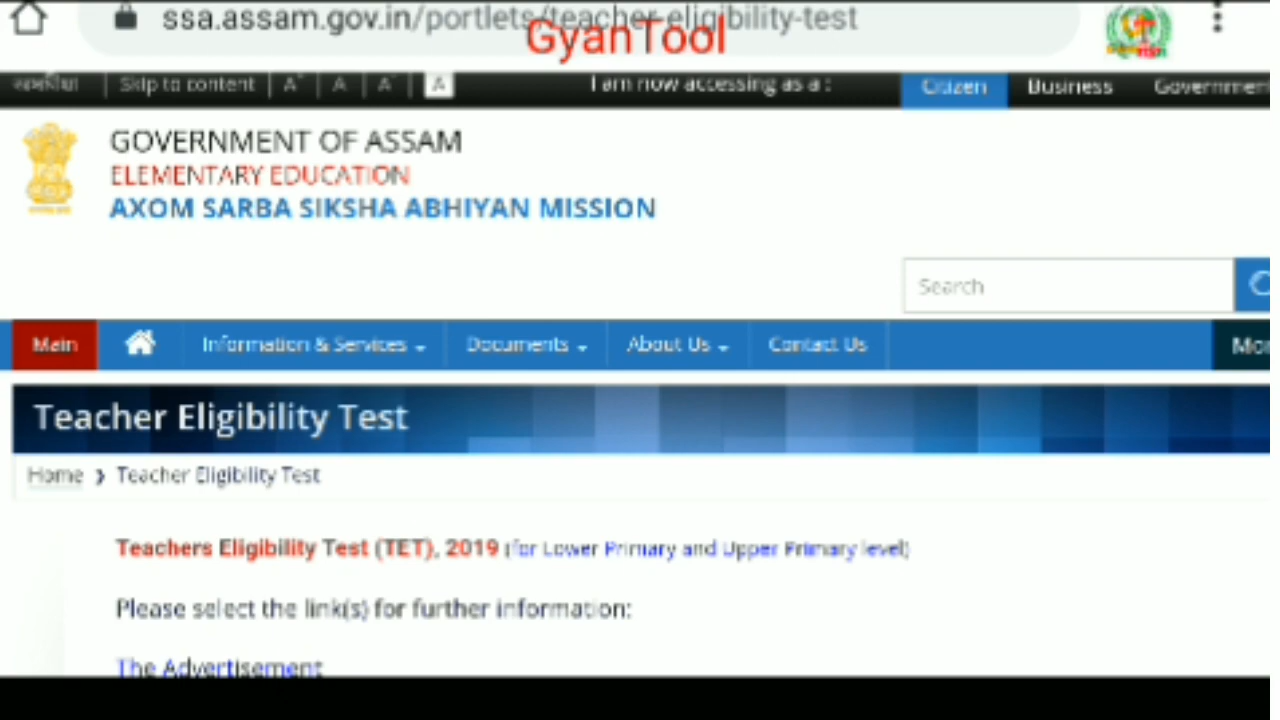 ssa.assam.gov.in/portlets/teacher-eligibility-test
GyanTool
Skip to content A+ A A- A I am now accessing as a : Citizen Business
GOVERNMENT OF ASSAM
ELEMENTARY EDUCATION
AXOM SARBA SIKSHA ABHIYAN MISSION
Search
Main Information & Services Documents About Us Contact Us
Teacher Eligibility Test
Home ❯ Teacher Eligibility Test
Teachers Eligibility Test (TET), 2019 (for Lower Primary and Upper Primary level)
Please select the link(s) for further information:
The Advertisement